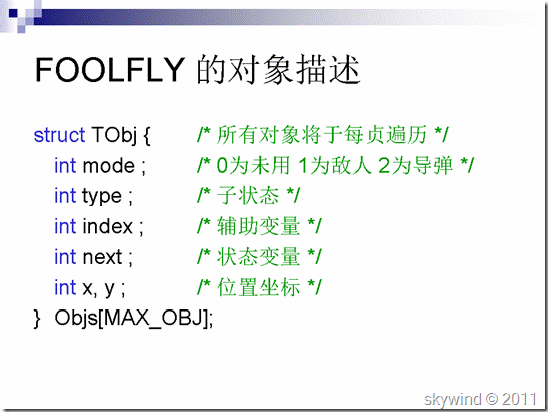 FOOLFLY 的对象描述
struct TObj { /* 所有对象将于每贞遍历 */
int mode ; /* 0为未用 1为敌人 2为导弹 */
int type ; /* 子状态 */
int index ; /* 辅助变量 */
int next ; /* 状态变量 */
int x, y ; /* 位置坐标 */
} Objs[MAX_OBJ];
skywind © 2011